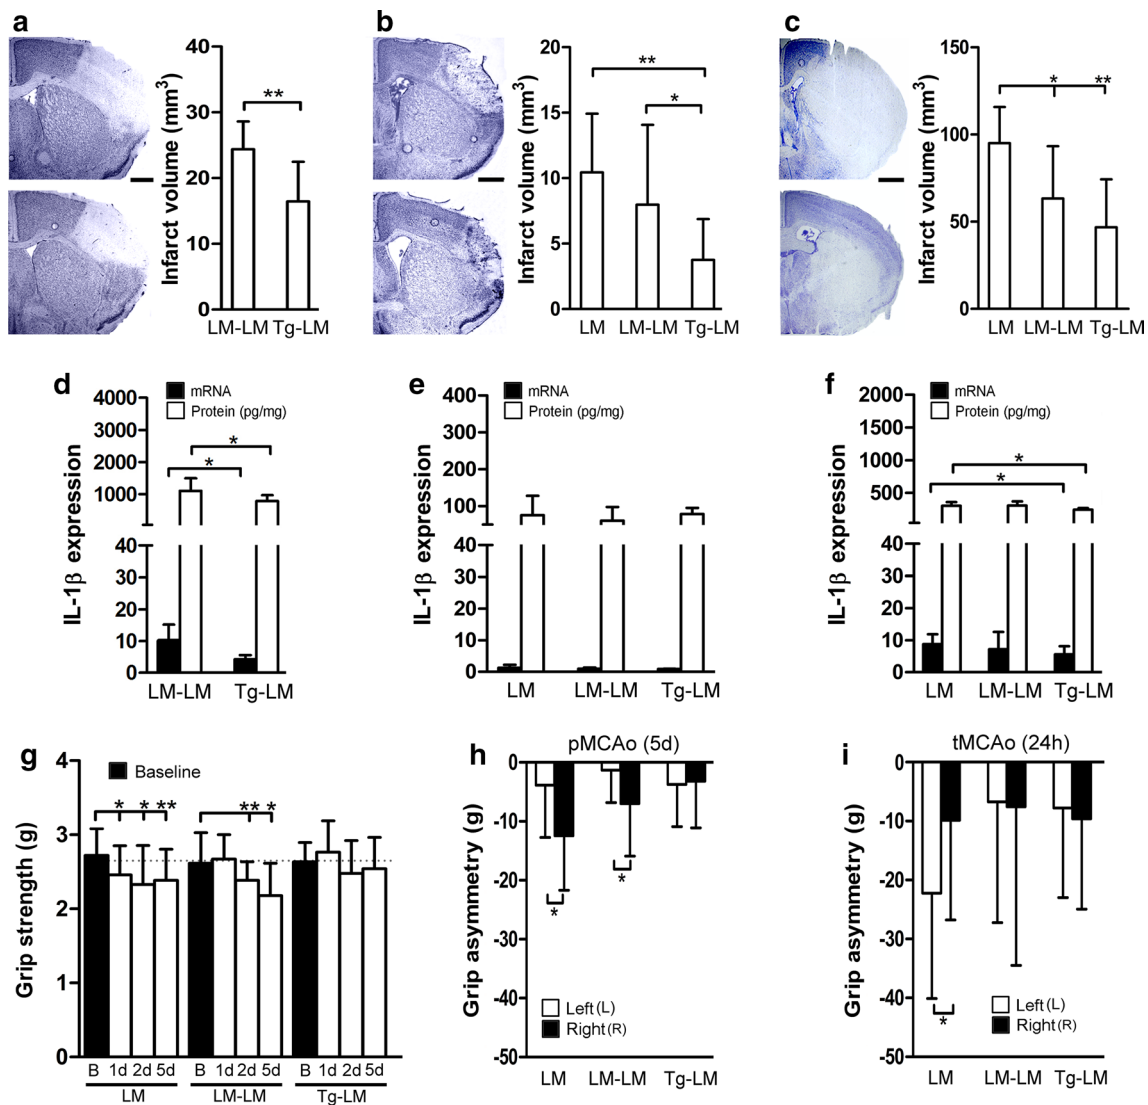 a
Infarct volume (mm³)
40
30
20
10
0
**
LM-LM Tg-LM
b
Infarct volume (mm³)
20
15
10
5
0
**
*
LM LM-LM Tg-LM
c
Infarct volume (mm³)
150
100
50
0
* **
LM LM-LM Tg-LM
d
IL-1β expression
4000
3000
2000
1000
40
30
20
10
0
mRNA
Protein (pg/mg)
*
*
LM-LM Tg-LM
e
IL-1β expression
400
300
200
100
40
30
20
10
0
mRNA
Protein (pg/mg)
LM LM-LM Tg-LM
f
IL-1β expression
2000
1500
1000
500
40
30
20
10
0
mRNA
Protein (pg/mg)
*
*
LM LM-LM Tg-LM
g
Grip strength (g)
4
3
2
1
0
Baseline
* * ** ** *
B 1d 2d 5d B 1d 2d 5d B 1d 2d 5d
LM LM-LM Tg-LM
h
pMCAo (5d)
Grip asymmetry (g)
0
-10
-20
-30
-40
-50
*
*
Left (L)
Right (R)
LM LM-LM Tg-LM
i
tMCAo (24h)
Grip asymmetry (g)
0
-10
-20
-30
-40
-50
*
Left (L)
Right (R)
LM LM-LM Tg-LM